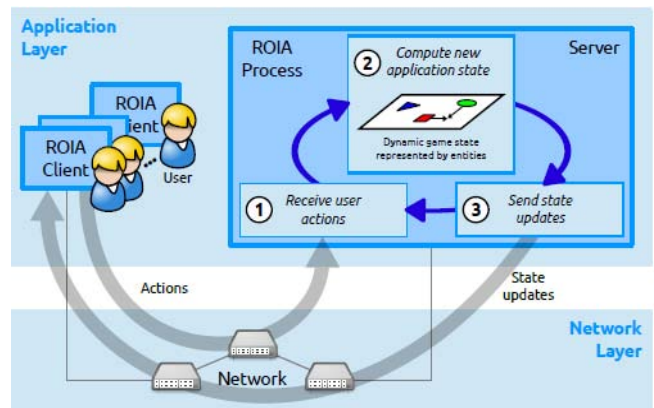 Application
Layer
ROIA
Process
Server
2
Compute new
application state
Dynamic game state
represented by entities
ROIA
Client
User
1
Receive user
actions
3
Send state
updates
Actions
State
updates
Network
Network
Layer